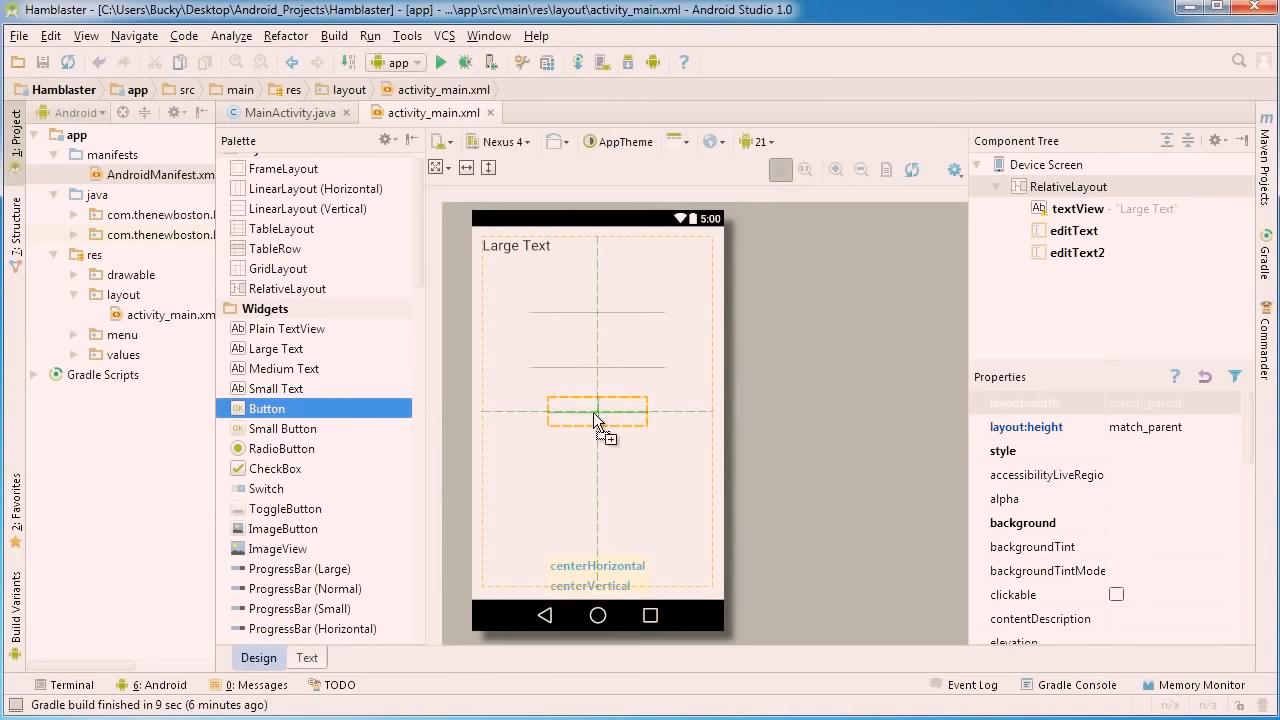 Hamblaster - [C:\Users\Bucky\Desktop\Android_Projects\Hamblaster] - [app] - ...\app\src\main\res\layout\activity_main.xml - Android Studio 1.0
File Edit View Navigate Code Analyze Refactor Build Run Tools VCS Window Help
app
Hamblaster app src main res layout activity_main.xml
Android MainActivity.java activity_main.xml
1: Project
7: Structure
2: Favorites
Build Variants
app
manifests
AndroidManifest.xm
java
com.thenewboston.
com.thenewboston.
res
drawable
layout
activity_main.xm
menu
values
Gradle Scripts
Palette
FrameLayout
LinearLayout (Horizontal)
LinearLayout (Vertical)
TableLayout
TableRow
GridLayout
RelativeLayout
Widgets
Ab Plain TextView
Ab Large Text
Ab Medium Text
Ab Small Text
OK Button
OK Small Button
RadioButton
CheckBox
Switch
ToggleButton
ImageButton
ImageView
ProgressBar (Large)
ProgressBar (Normal)
ProgressBar (Small)
ProgressBar (Horizontal)
Design Text
Nexus 4 AppTheme 21
5:00
Large Text
centerHorizontal
centerVertical
Component Tree
Device Screen
RelativeLayout
Ab textView - "Large Text"
editText
editText2
Properties
layout:width match_parent
layout:height match_parent
style
accessibilityLiveRegio
alpha
background
backgroundTint
backgroundTintMode
clickable
contentDescription
elevation
Maven Projects
Gradle
Commander
Terminal 6: Android 0: Messages TODO Event Log Gradle Console Memory Monitor
Gradle build finished in 9 sec (6 minutes ago) n/a n/a